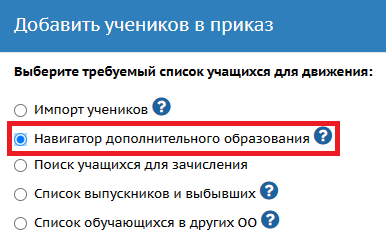 Добавить учеников в приказ
Выберите требуемый список учащихся для движения:
Импорт учеников ?
Навигатор дополнительного образования ?
Поиск учащихся для зачисления
Список выпускников и выбывших ?
Список обучающихся в других ОО ?